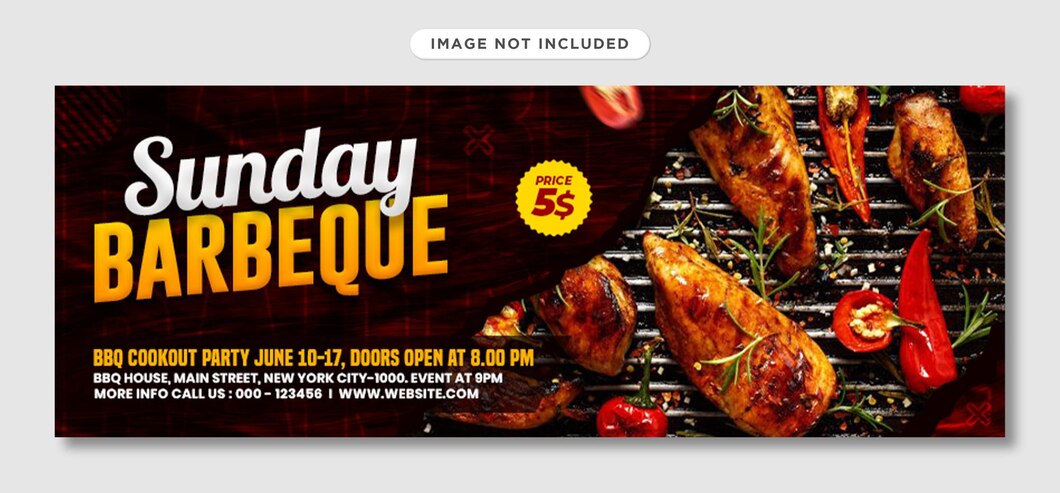 IMAGE NOT INCLUDED
Sunday
BARBEQUE
PRICE
5$
BBQ COOKOUT PARTY JUNE 10-17, DOORS OPEN AT 8.00 PM
BBQ HOUSE, MAIN STREET, NEW YORK CITY-1000. EVENT AT 9PM
MORE INFO CALL US : 000 - 123456 | WWW.WEBSITE.COM